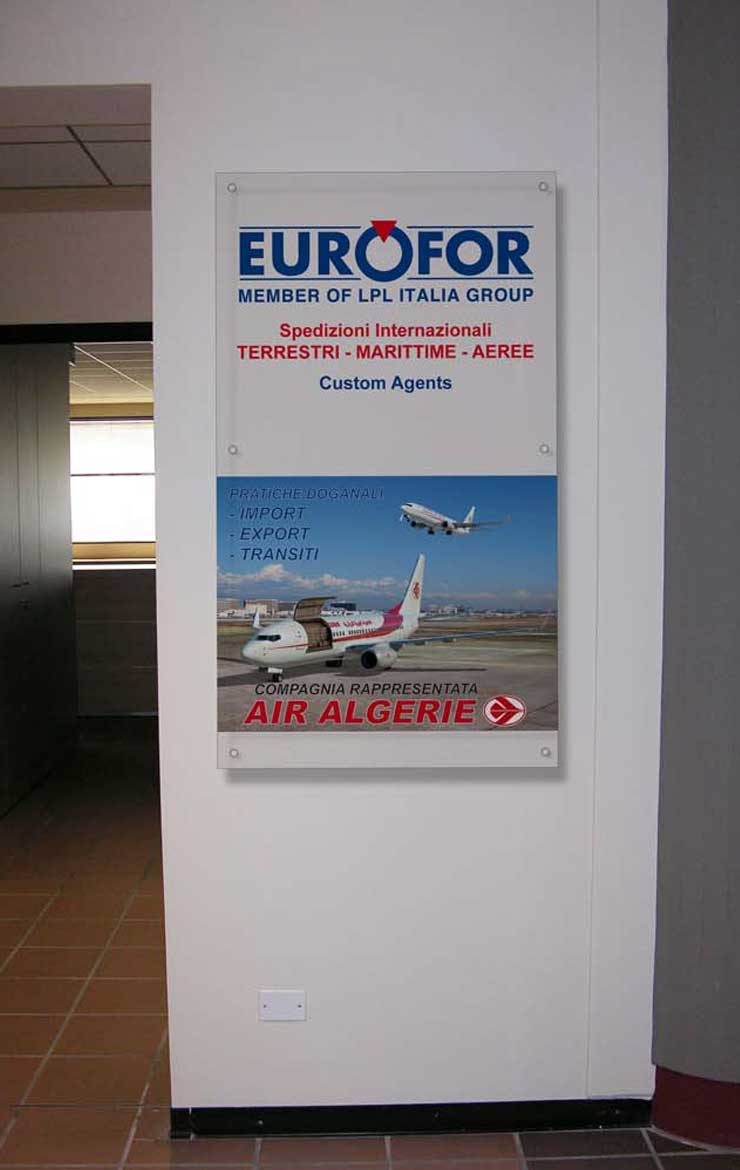 EUROFOR
MEMBER OF LPL ITALIA GROUP
Spedizioni Internazionali
TERRESTRI - MARITTIME - AEREE
Custom Agents
PRATICHE DOGANALI
- IMPORT
- EXPORT
- TRANSITI
COMPAGNIA RAPPRESENTATA
AIR ALGERIE